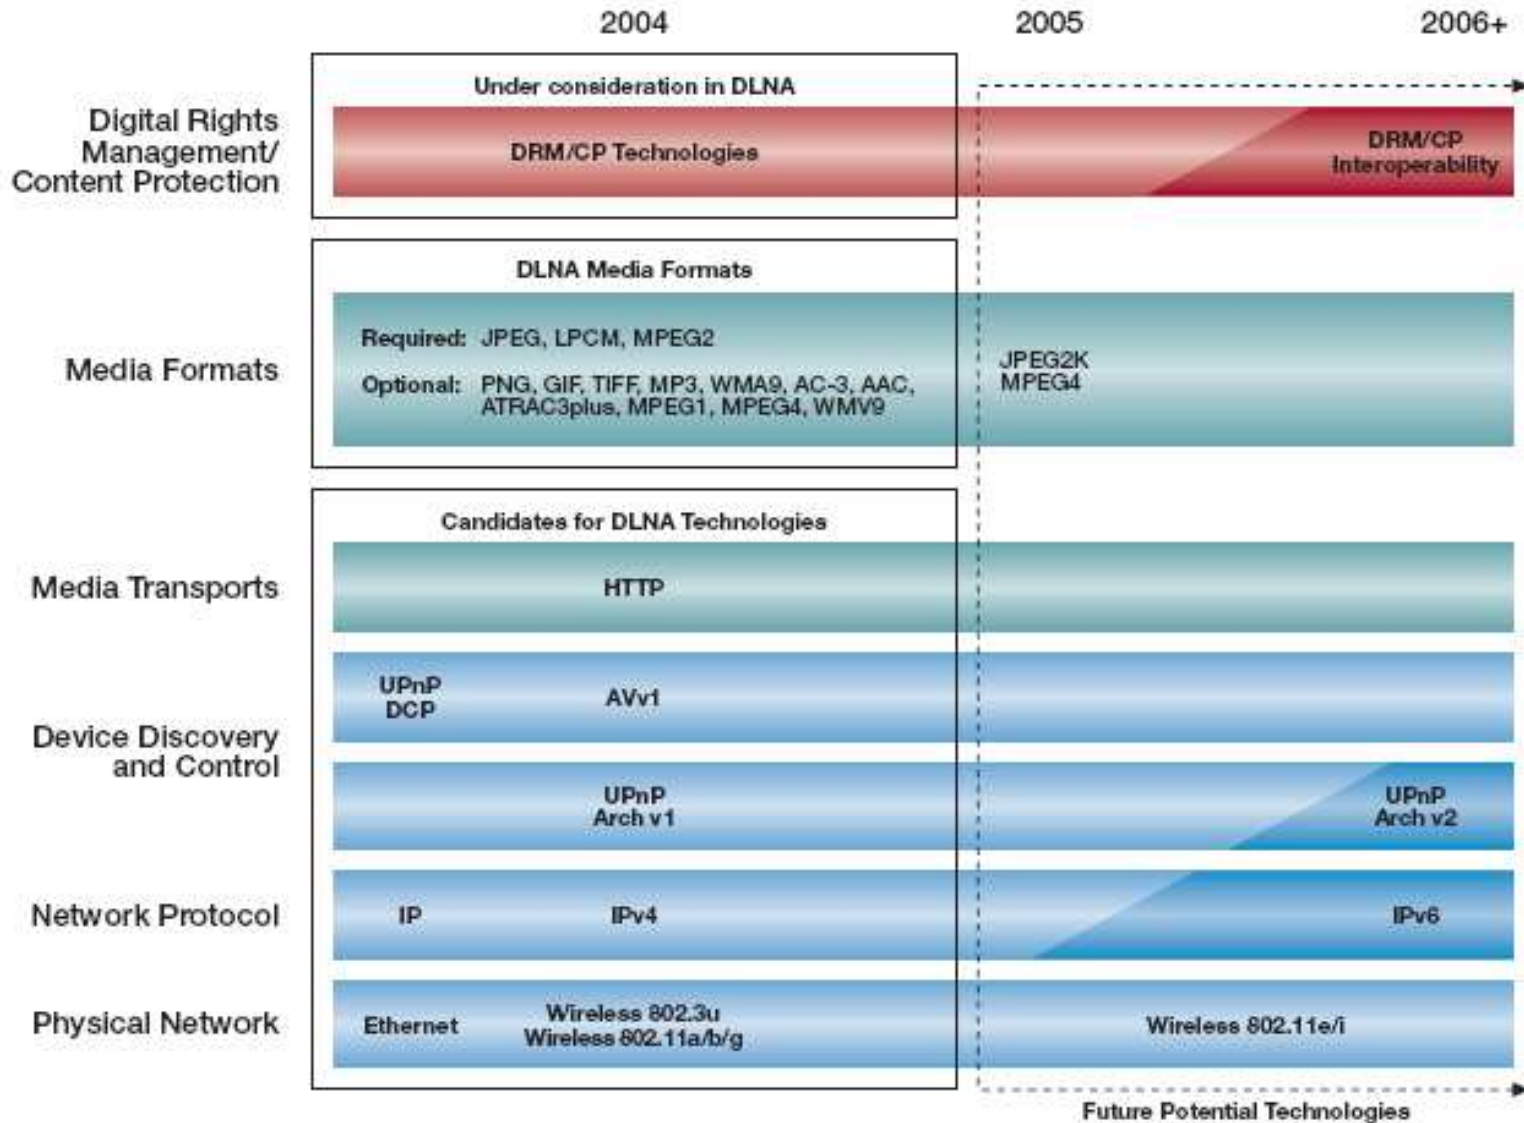 2004 2005 2006+
Under consideration in DLNA
Digital Rights
Management/
Content Protection
DRM/CP Technologies
DRM/CP
Interoperability
DLNA Media Formats
Media Formats
Required: JPEG, LPCM, MPEG2
Optional: PNG, GIF, TIFF, MP3, WMA9, AC-3, AAC,
ATRAC3plus, MPEG1, MPEG4, WMV9
JPEG2K
MPEG4
Candidates for DLNA Technologies
Media Transports
HTTP
Device Discovery
and Control
UPnP
DCP
AVv1
UPnP
Arch v1
UPnP
Arch v2
Network Protocol
IP
IPv4
IPv6
Physical Network
Ethernet
Wireless 802.3u
Wireless 802.11a/b/g
Wireless 802.11e/i
Future Potential Technologies